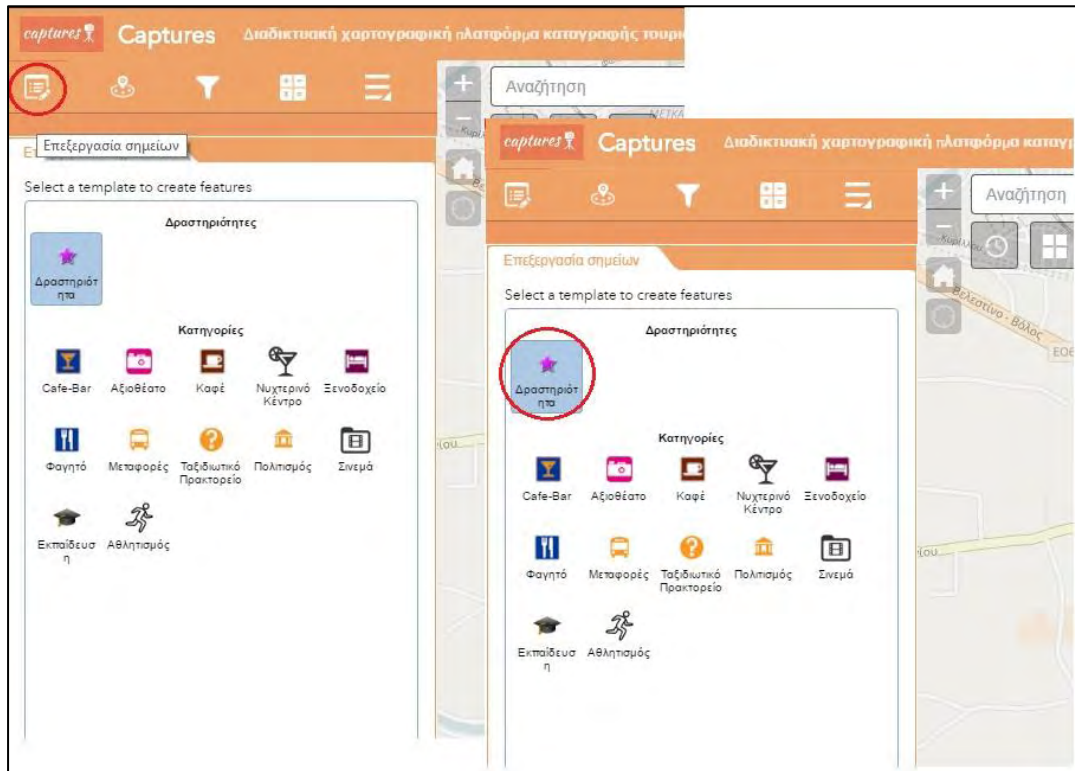 captures Captures Διαδικτυακή χαρτογραφική πλατφόρμα καταγραφής
Αναζήτηση
Επεξεργασία σημείων
Select a template to create features
Δραστηριότητες
Δραστηριότ
ητα
Κατηγορίες
Cafe-Bar Αξιοθέατο Καφέ Νυχτερινό Ξενοδοχείο
Κέντρο
Φαγητό Μεταφορές Ταξιδιωτικό Πολιτισμός Σινεμά
Πρακτορείο
Εκπαίδευσ Αθλητισμός
η
captures Captures Διαδικτυακή χαρτογραφική πλατφόρμα
Αναζήτηση
Επεξεργασία σημείων
Βελεστίνο - Βόλος
Select a template to create features
Δραστηριότητες
Δραστηριότ
ητα
Κατηγορίες
Cafe-Bar Αξιοθέατο Καφέ Νυχτερινό Ξενοδοχείο
Κέντρο
Φαγητό Μεταφορές Ταξιδιωτικό Πολιτισμός Σινεμά
Πρακτορείο
Εκπαίδευσ Αθλητισμός
η